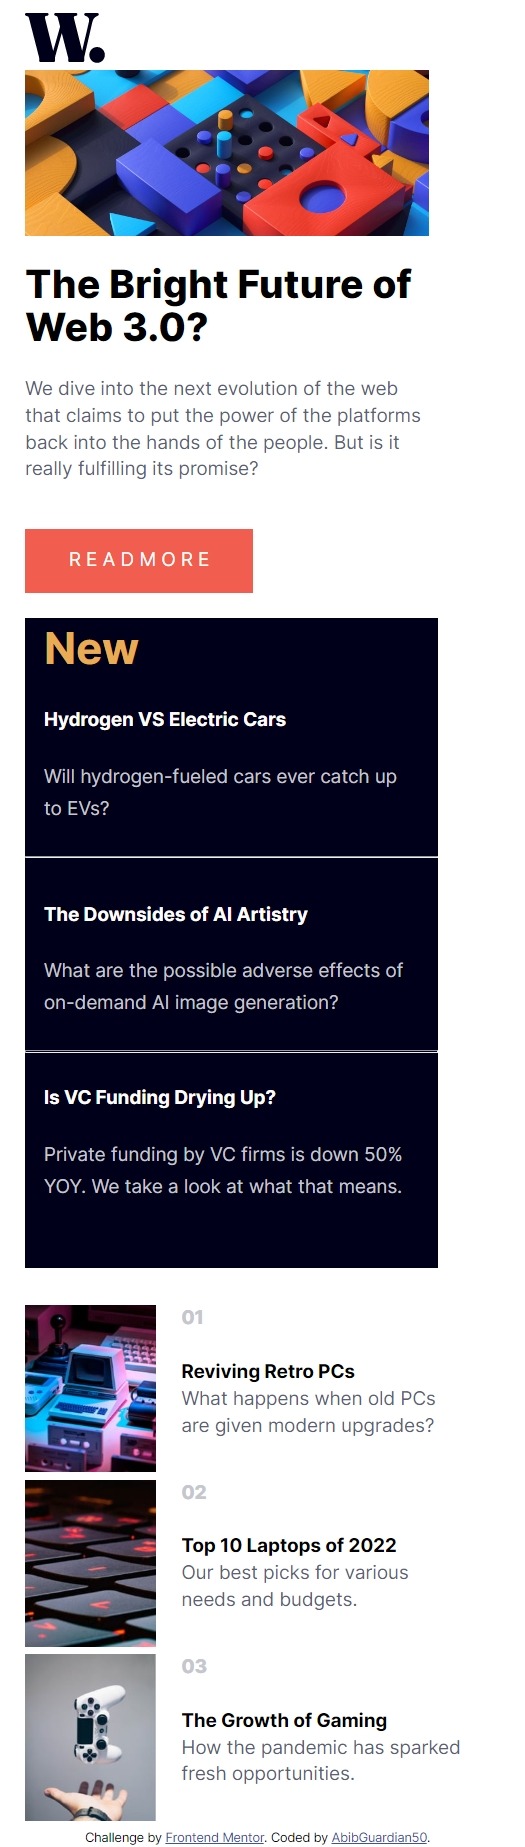 W.
The Bright Future of
Web 3.0?
We dive into the next evolution of the web
that claims to put the power of the platforms
back into the hands of the people. But is it
really fulfilling its promise?
READMORE
New
Hydrogen VS Electric Cars
Will hydrogen-fueled cars ever catch up
to EVs?
The Downsides of AI Artistry
What are the possible adverse effects of
on-demand AI image generation?
Is VC Funding Drying Up?
Private funding by VC firms is down 50%
YOY. We take a look at what that means.
01
Reviving Retro PCs
What happens when old PCs
are given modern upgrades?
02
Top 10 Laptops of 2022
Our best picks for various
needs and budgets.
03
The Growth of Gaming
How the pandemic has sparked
fresh opportunities.
Challenge by Frontend Mentor. Coded by AbibGuardian50.